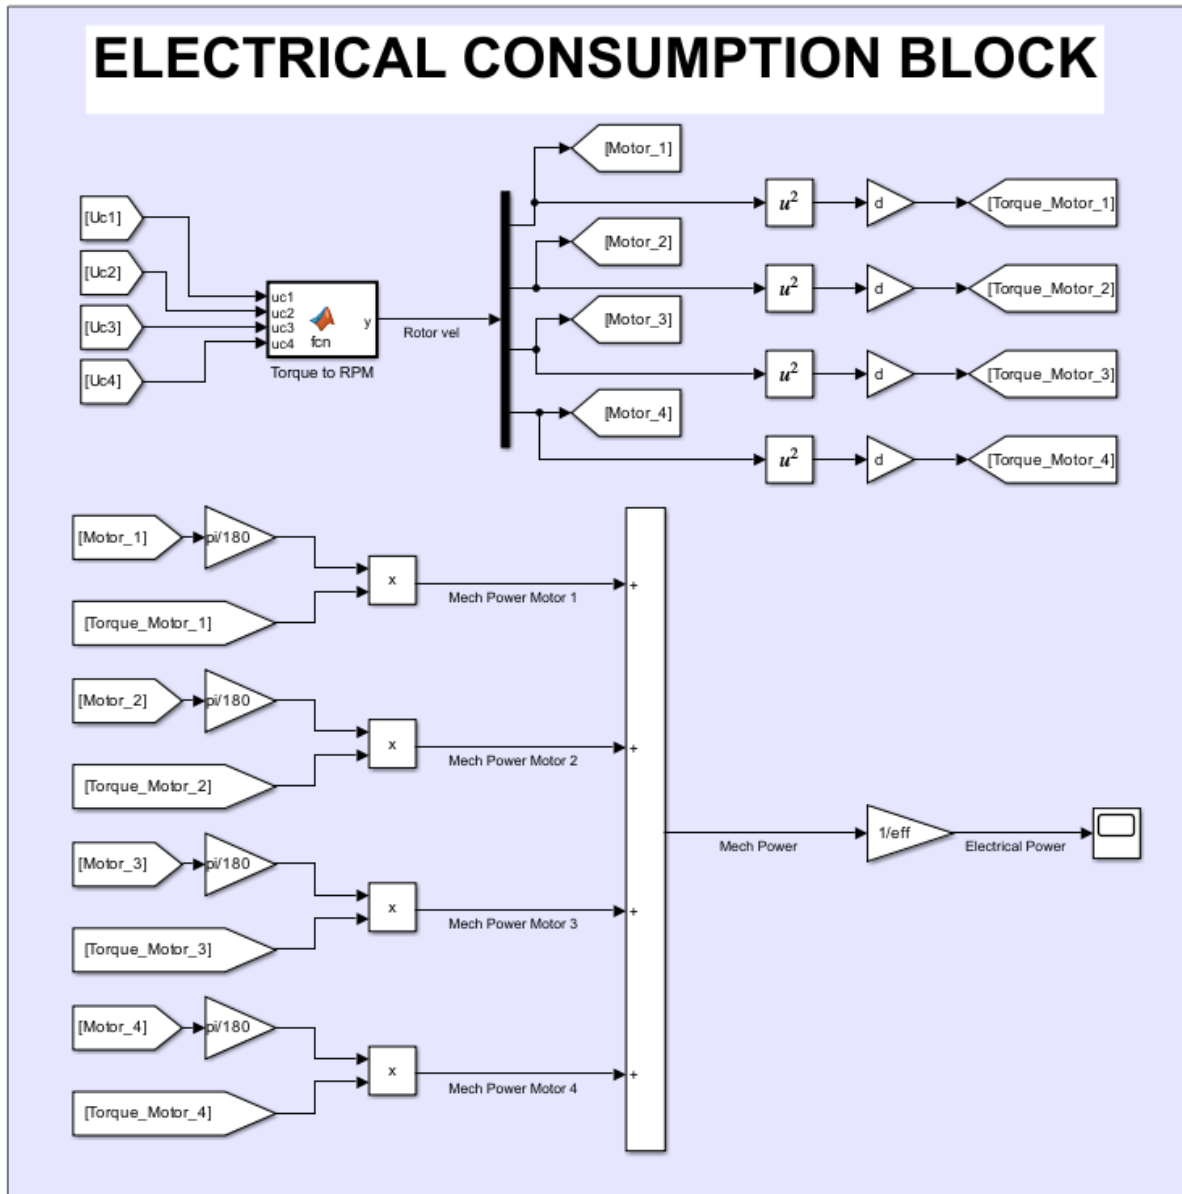 ELECTRICAL CONSUMPTION BLOCK
[Motor_1]
[Uc1]
u²
d
[Torque_Motor_1]
[Motor_2]
[Uc2]
uc1
uc2
uc3
uc4
fcn
y
Torque to RPM
Rotor vel
u²
d
[Torque_Motor_2]
[Uc3]
[Motor_3]
[Uc4]
u²
d
[Torque_Motor_3]
[Motor_4]
u²
d
[Torque_Motor_4]
[Motor_1]
pi/180
x
Mech Power Motor 1
+
[Torque_Motor_1]
[Motor_2]
pi/180
x
Mech Power Motor 2
+
[Torque_Motor_2]
Mech Power
1/eff
Electrical Power
[Motor_3]
pi/180
x
Mech Power Motor 3
+
[Torque_Motor_3]
[Motor_4]
pi/180
x
Mech Power Motor 4
+
[Torque_Motor_4]